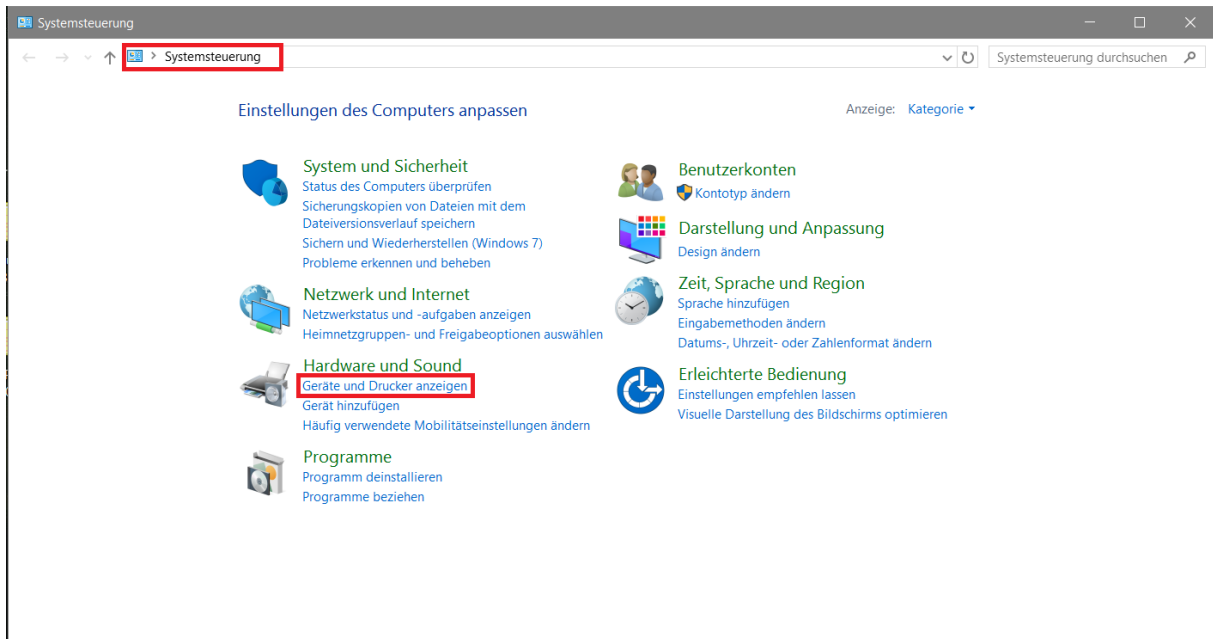 Systemsteuerung
Systemsteuerung
Systemsteuerung durchsuchen
Einstellungen des Computers anpassen
Anzeige: Kategorie
System und Sicherheit
Status des Computers überprüfen
Sicherungskopien von Dateien mit dem
Dateiversionsverlauf speichern
Sichern und Wiederherstellen (Windows 7)
Probleme erkennen und beheben
Netzwerk und Internet
Netzwerkstatus und -aufgaben anzeigen
Heimnetzgruppen- und Freigabeoptionen auswählen
Hardware und Sound
Geräte und Drucker anzeigen
Gerät hinzufügen
Häufig verwendete Mobilitätseinstellungen ändern
Programme
Programm deinstallieren
Programme beziehen
Benutzerkonten
Kontotyp ändern
Darstellung und Anpassung
Design ändern
Zeit, Sprache und Region
Sprache hinzufügen
Eingabemethoden ändern
Datums-, Uhrzeit- oder Zahlenformat ändern
Erleichterte Bedienung
Einstellungen empfehlen lassen
Visuelle Darstellung des Bildschirms optimieren